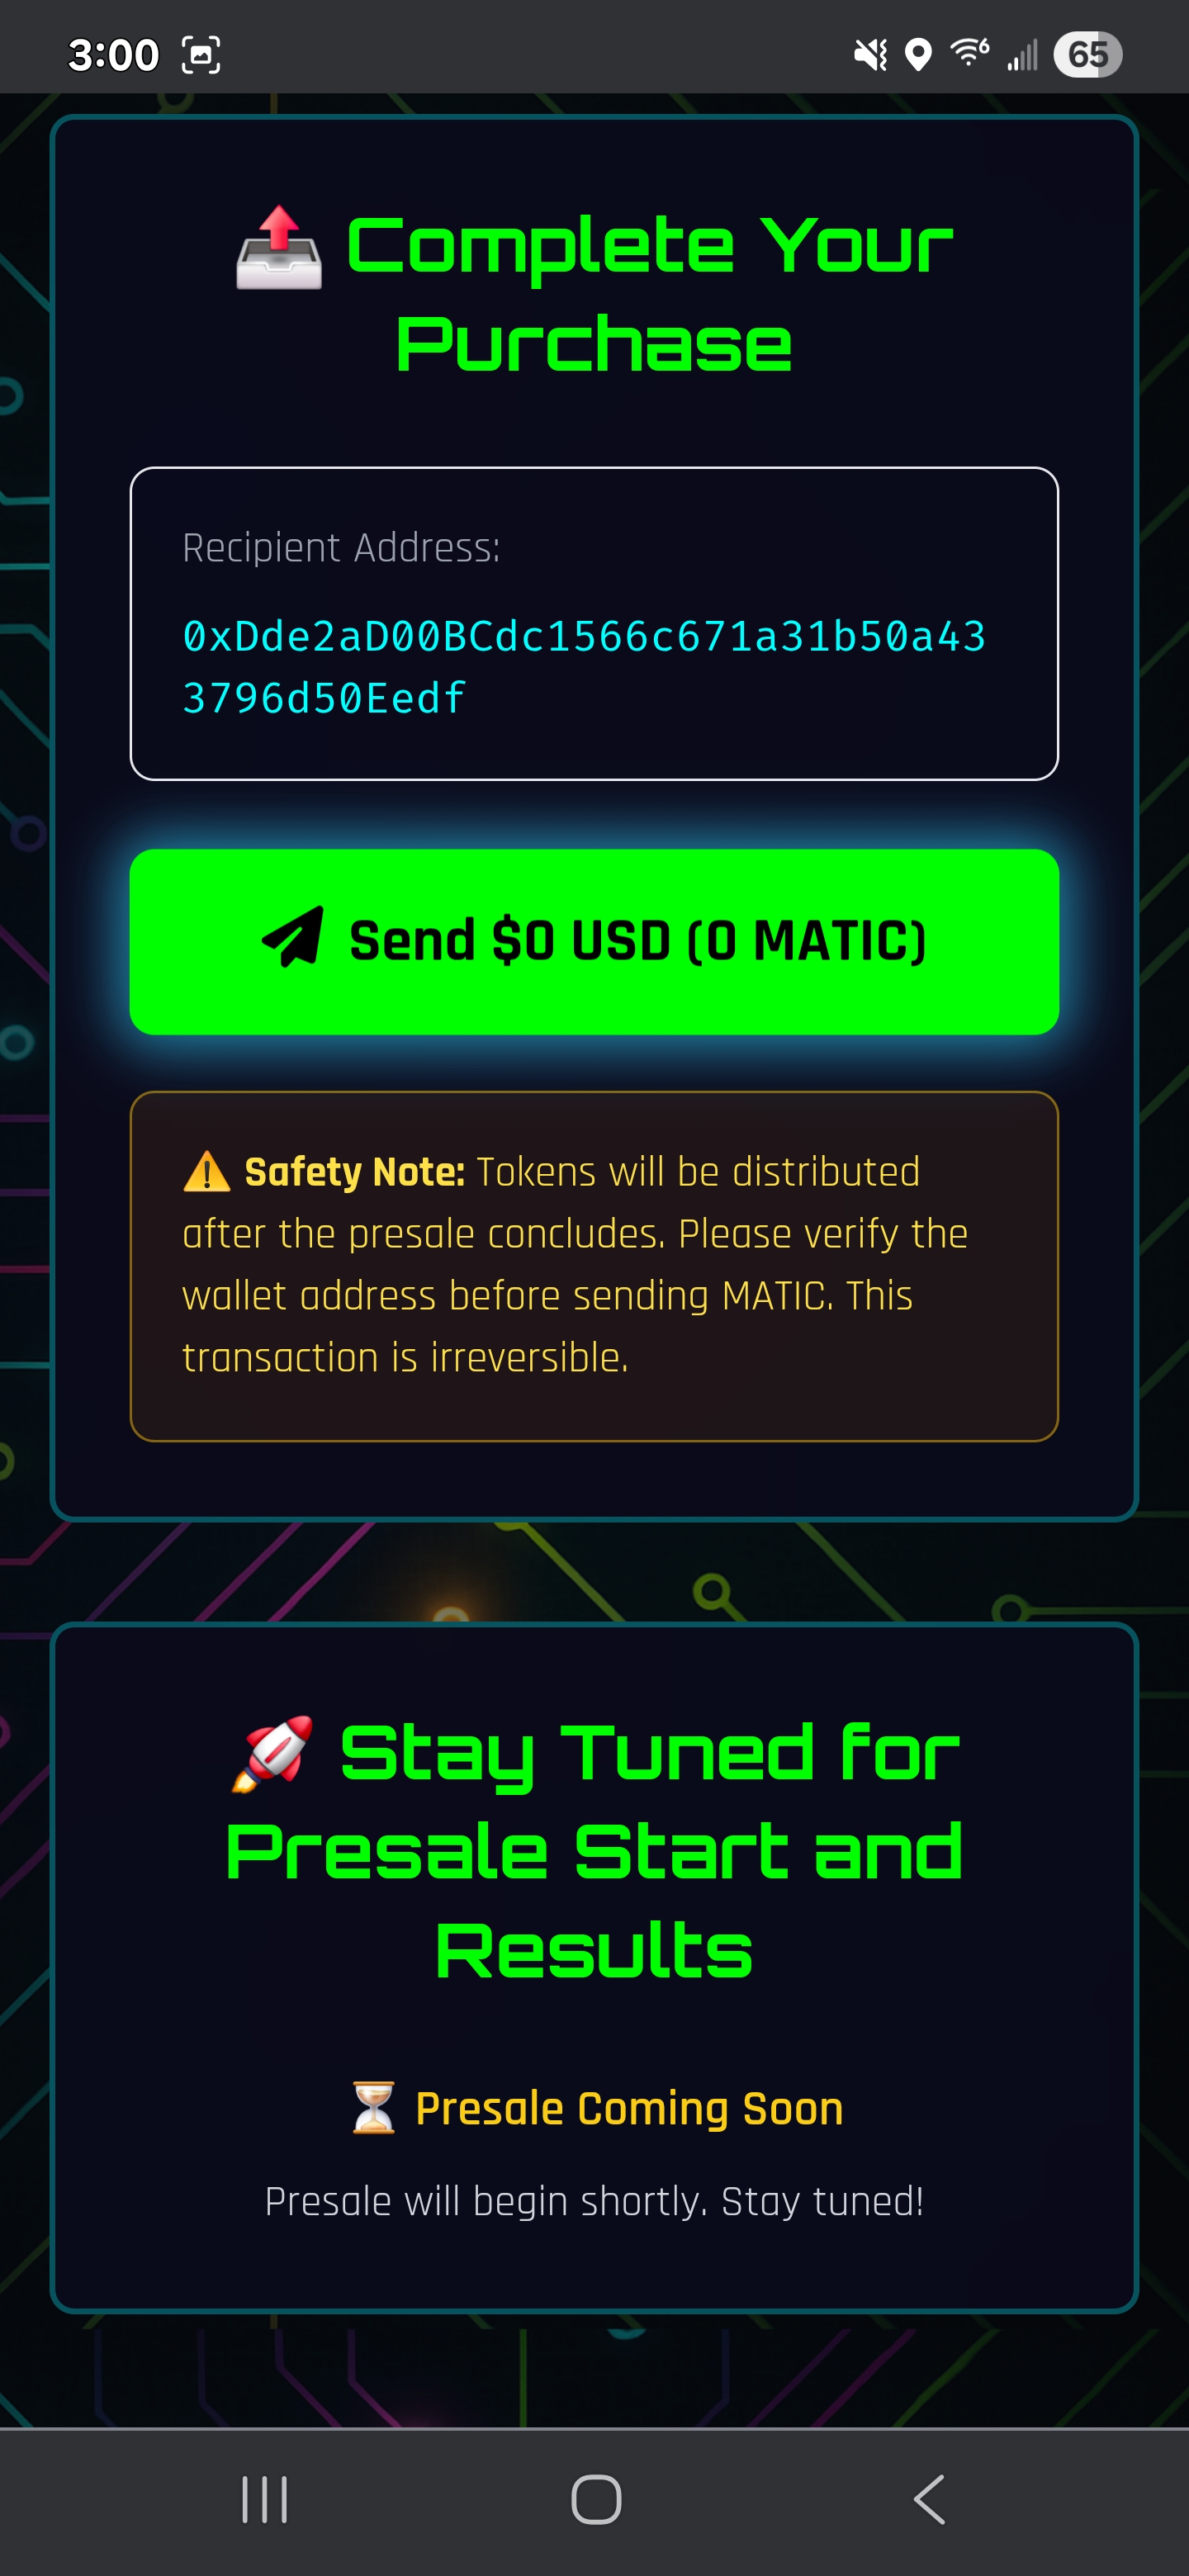 3:00
6
65
📤 Complete Your
Purchase
Recipient Address:
0xDde2aD00BCdc1566c671a31b50a43
3796d50Eedf
Send $0 USD (0 MATIC)
⚠️ Safety Note: Tokens will be distributed
after the presale concludes. Please verify the
wallet address before sending MATIC. This
transaction is irreversible.
🚀 Stay Tuned for
Presale Start and
Results
⏳ Presale Coming Soon
Presale will begin shortly. Stay tuned!